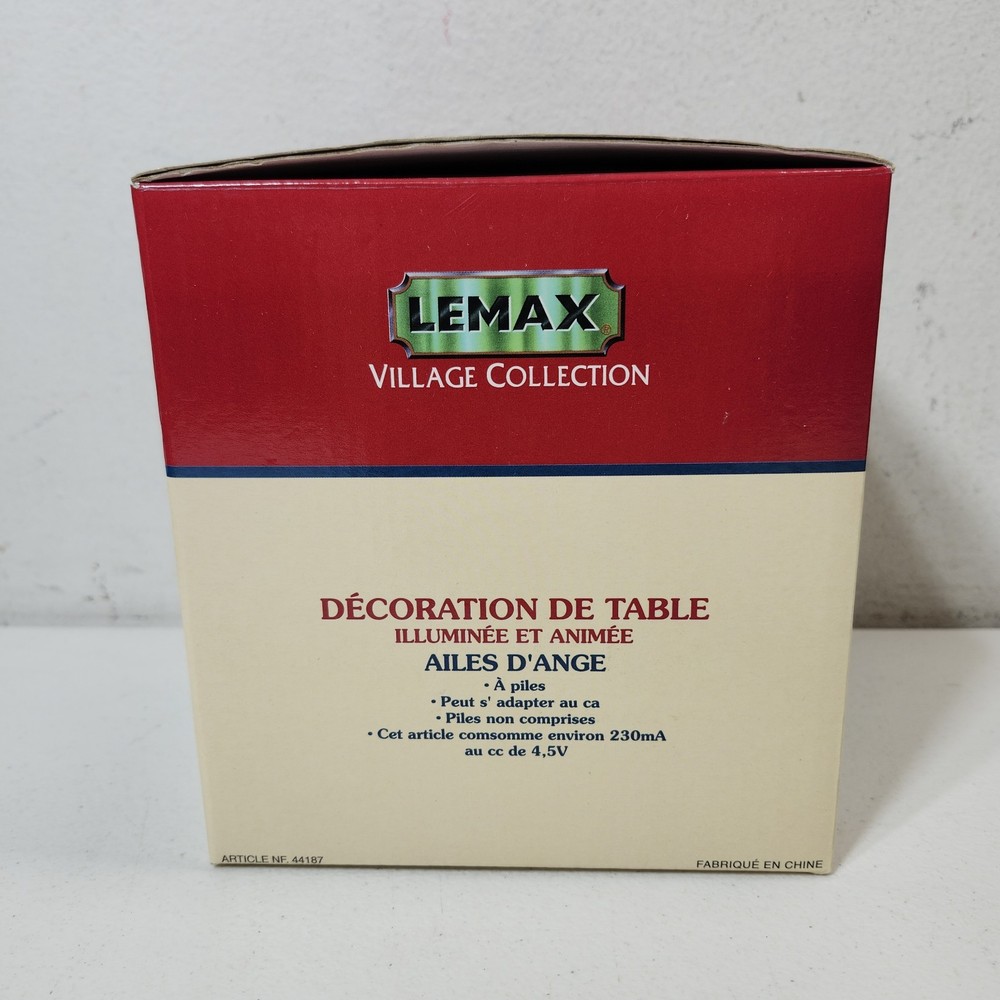 LEMAX®
VILLAGE COLLECTION
DÉCORATION DE TABLE
ILLUMINÉE ET ANIMÉE
AILES D'ANGE
• À piles
• Peut s' adapter au ca
• Piles non comprises
• Cet article comsomme environ 230mA
au cc de 4,5V
ARTICLE NF. 44187
FABRIQUÉ EN CHINE